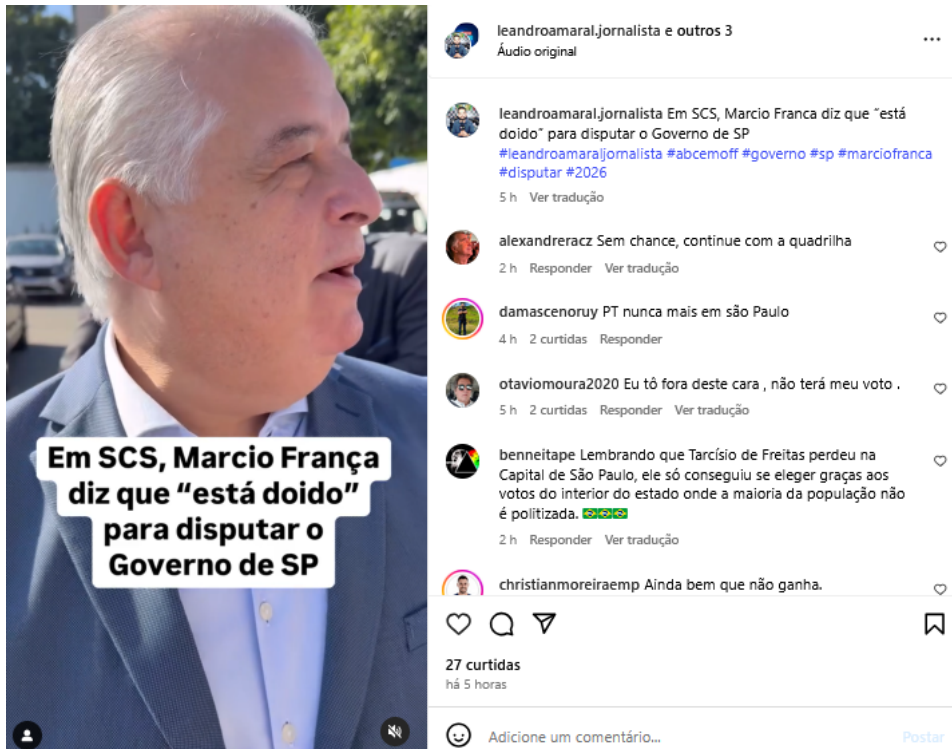 Em SCS, Marcio França
diz que “está doido”
para disputar o
Governo de SP
leandroamaral.jornalista e outros 3
Áudio original
leandroamaral.jornalista Em SCS, Marcio Franca diz que “está
doido” para disputar o Governo de SP
#leandroamaraljornalista #abcemoff #governo #sp #marciofranca
#disputar #2026
5 h Ver tradução
alexandreracz Sem chance, continue com a quadrilha
2 h Responder Ver tradução
damascenoruy PT nunca mais em são Paulo
4 h 2 curtidas Responder
otaviomoura2020 Eu tô fora deste cara , não terá meu voto .
5 h 2 curtidas Responder Ver tradução
benneitape Lembrando que Tarcísio de Freitas perdeu na
Capital de São Paulo, ele só conseguiu se eleger graças aos
votos do interior do estado onde a maioria da população não
é politizada. 🇧🇷🇧🇷🇧🇷
2 h Responder Ver tradução
christianmoreiraemp Ainda bem que não ganha.
27 curtidas
há 5 horas
Adicione um comentário...
Postar